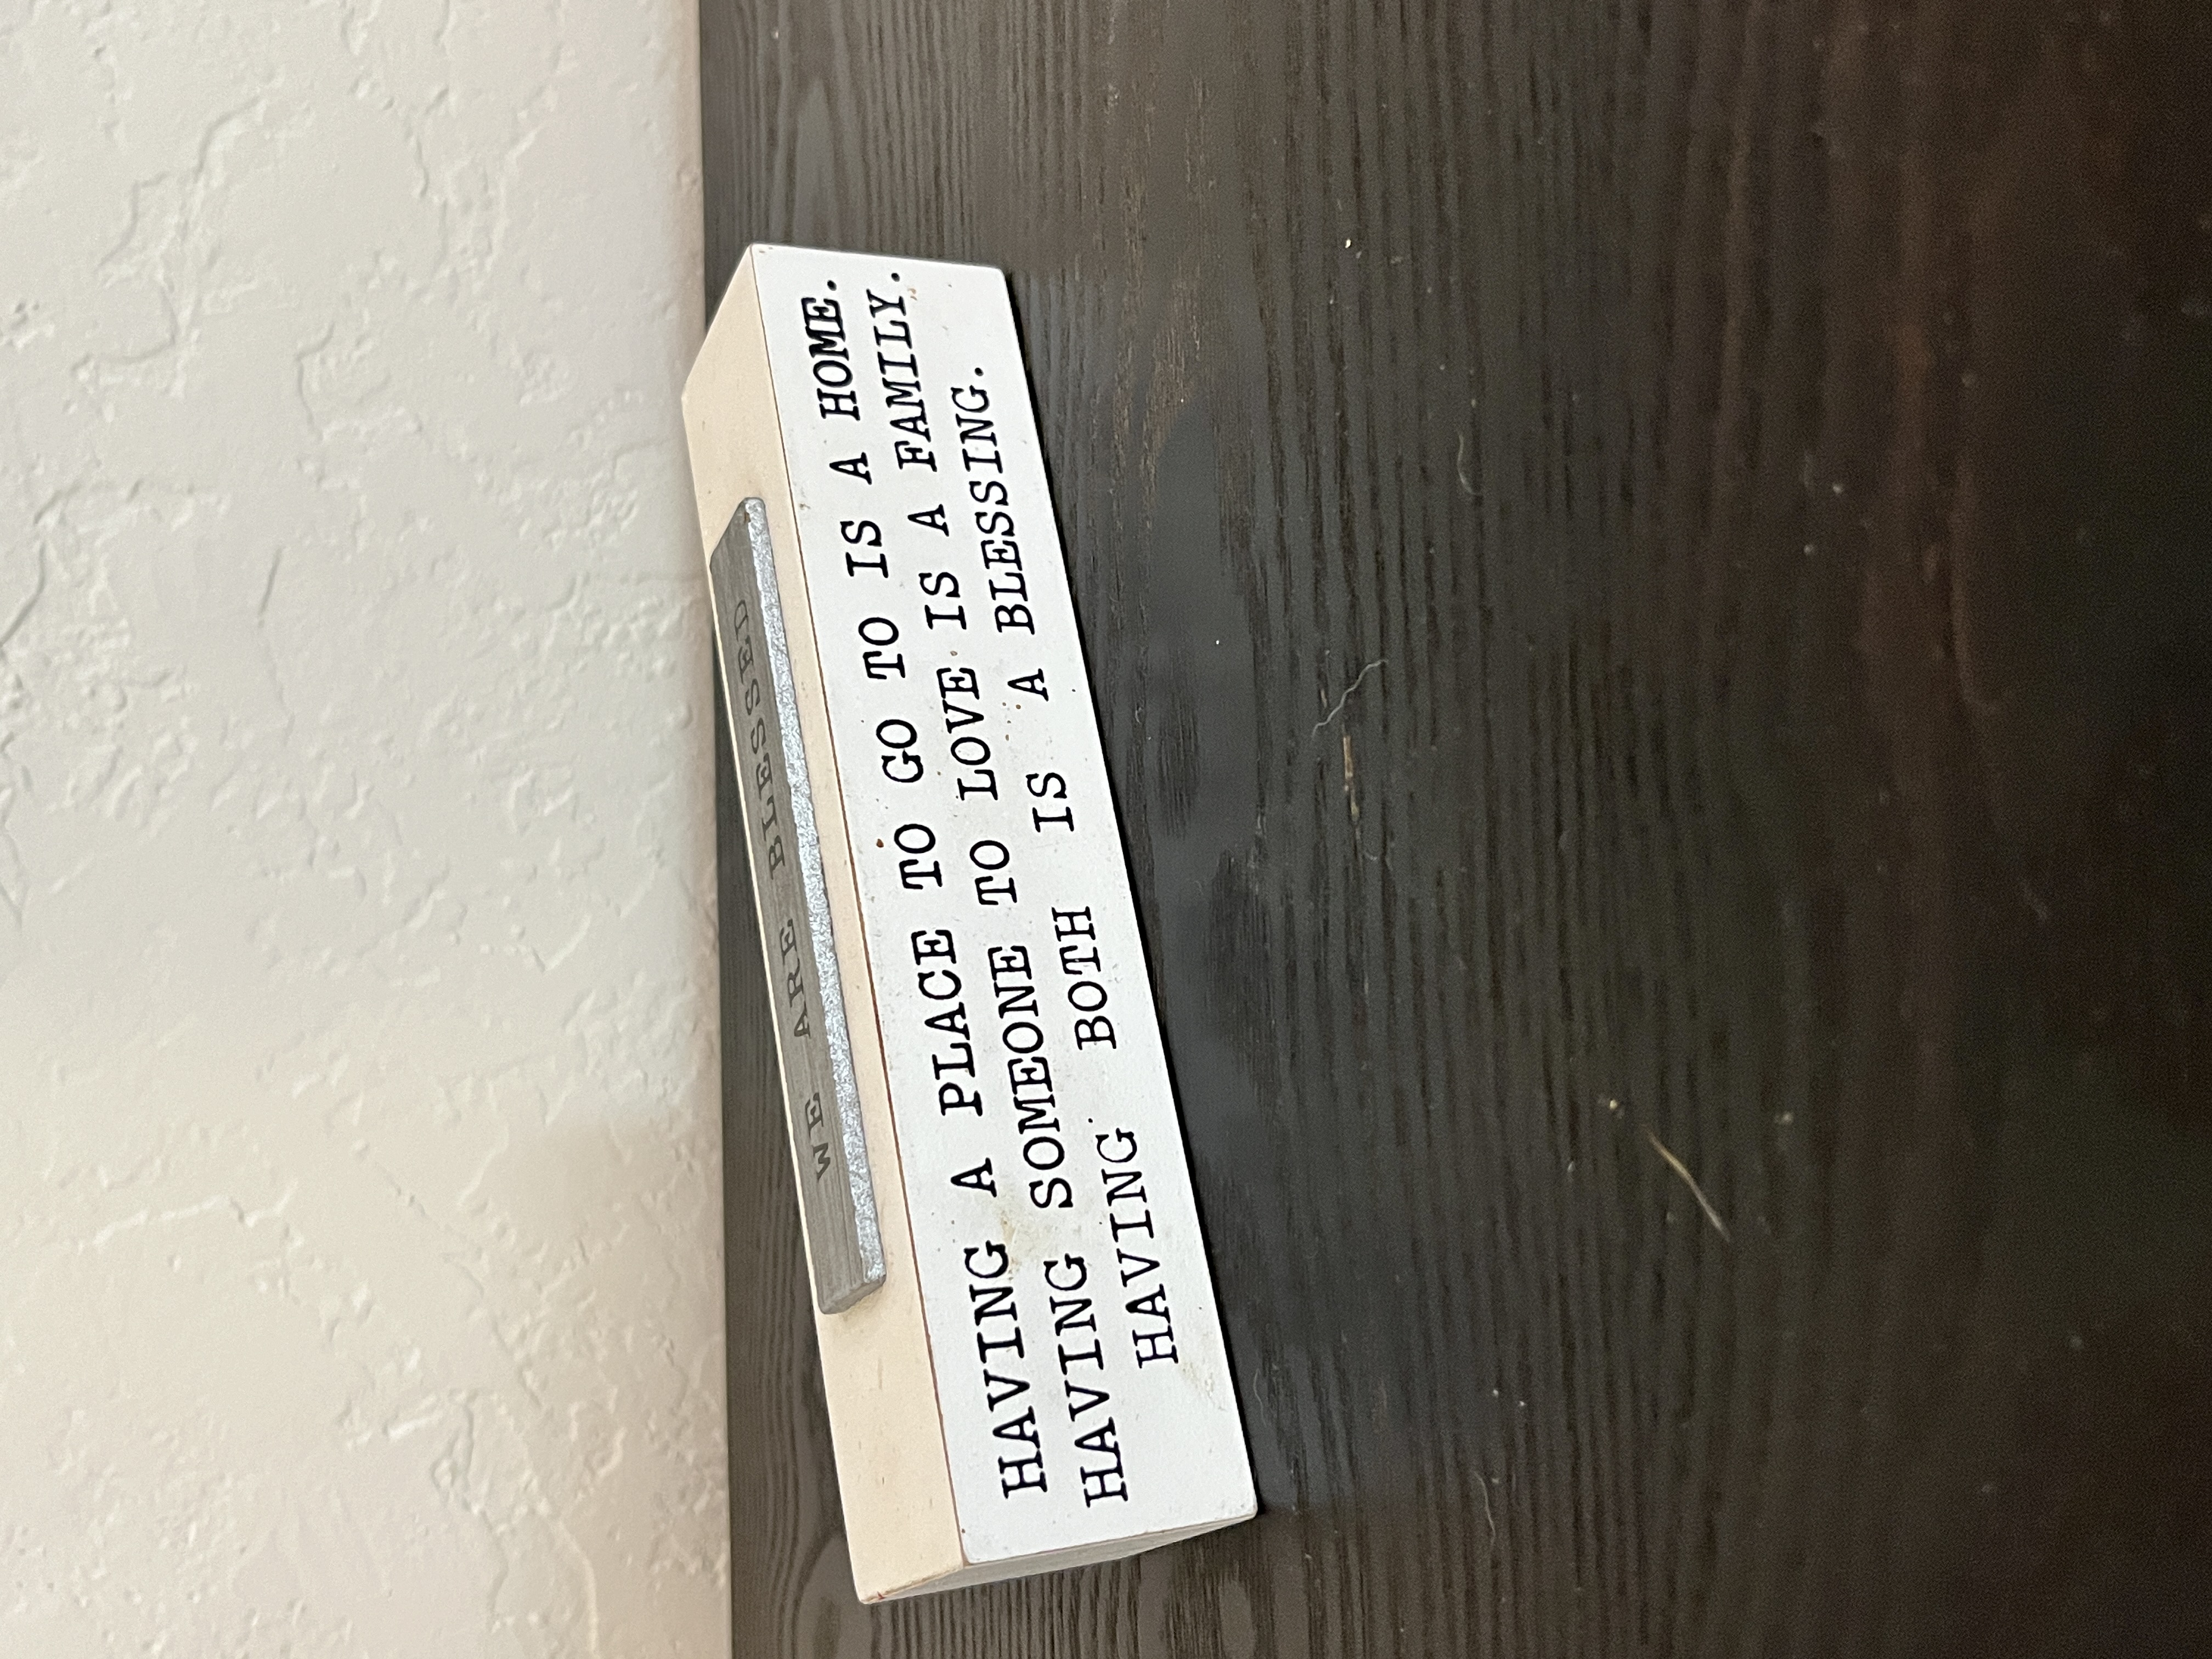 WE ARE BLESSED
HAVING A PLACE TO GO TO IS A HOME.
HAVING SOMEONE TO LOVE IS A FAMILY.
HAVING BOTH IS A BLESSING.